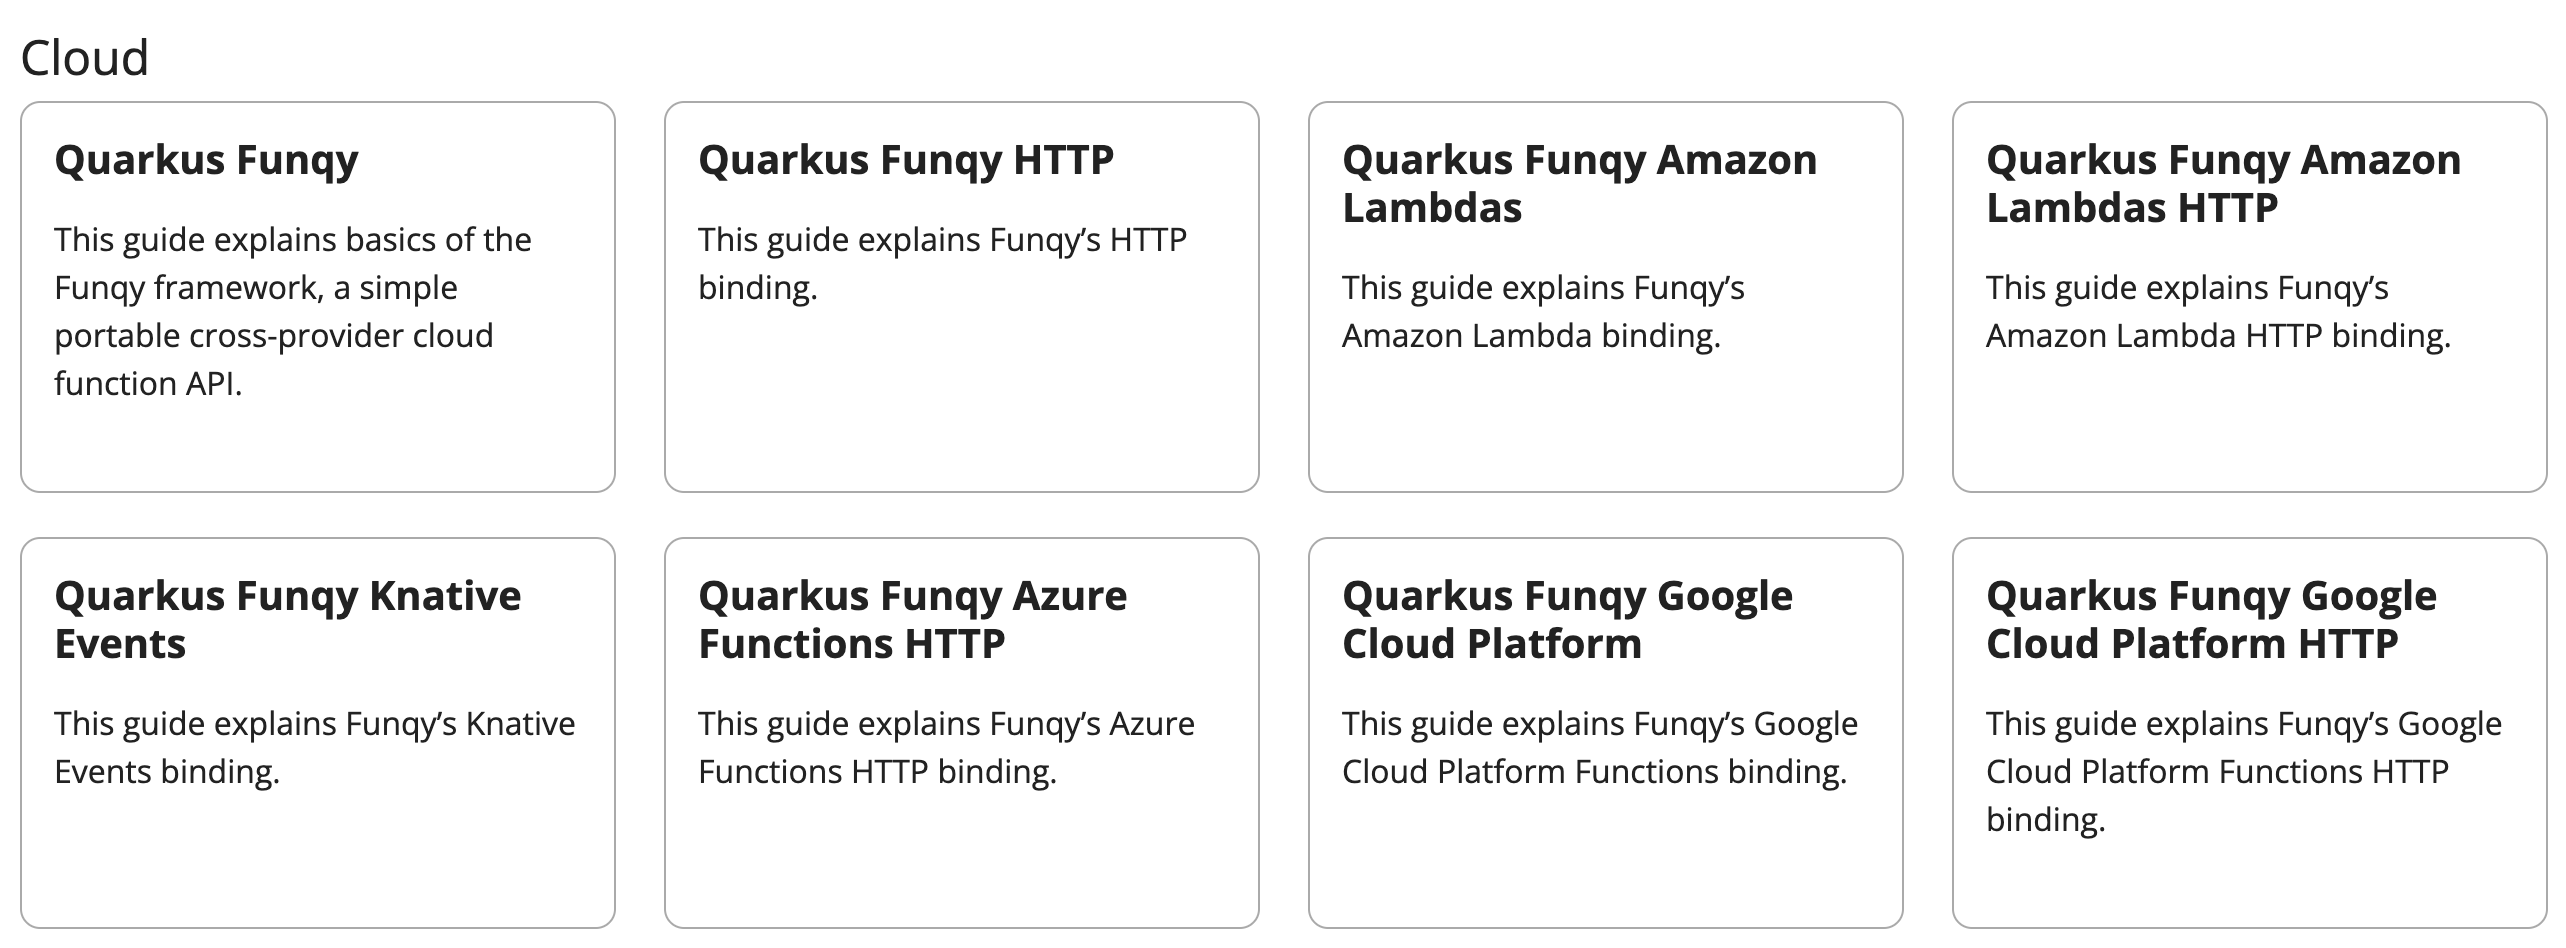 Cloud
Quarkus Funqy
This guide explains basics of the
Funqy framework, a simple
portable cross-provider cloud
function API.
Quarkus Funqy HTTP
This guide explains Funqy’s HTTP
binding.
Quarkus Funqy Amazon
Lambdas
This guide explains Funqy’s
Amazon Lambda binding.
Quarkus Funqy Amazon
Lambdas HTTP
This guide explains Funqy’s
Amazon Lambda HTTP binding.
Quarkus Funqy Knative
Events
This guide explains Funqy’s Knative
Events binding.
Quarkus Funqy Azure
Functions HTTP
This guide explains Funqy’s Azure
Functions HTTP binding.
Quarkus Funqy Google
Cloud Platform
This guide explains Funqy’s Google
Cloud Platform Functions binding.
Quarkus Funqy Google
Cloud Platform HTTP
This guide explains Funqy’s Google
Cloud Platform Functions HTTP
binding.